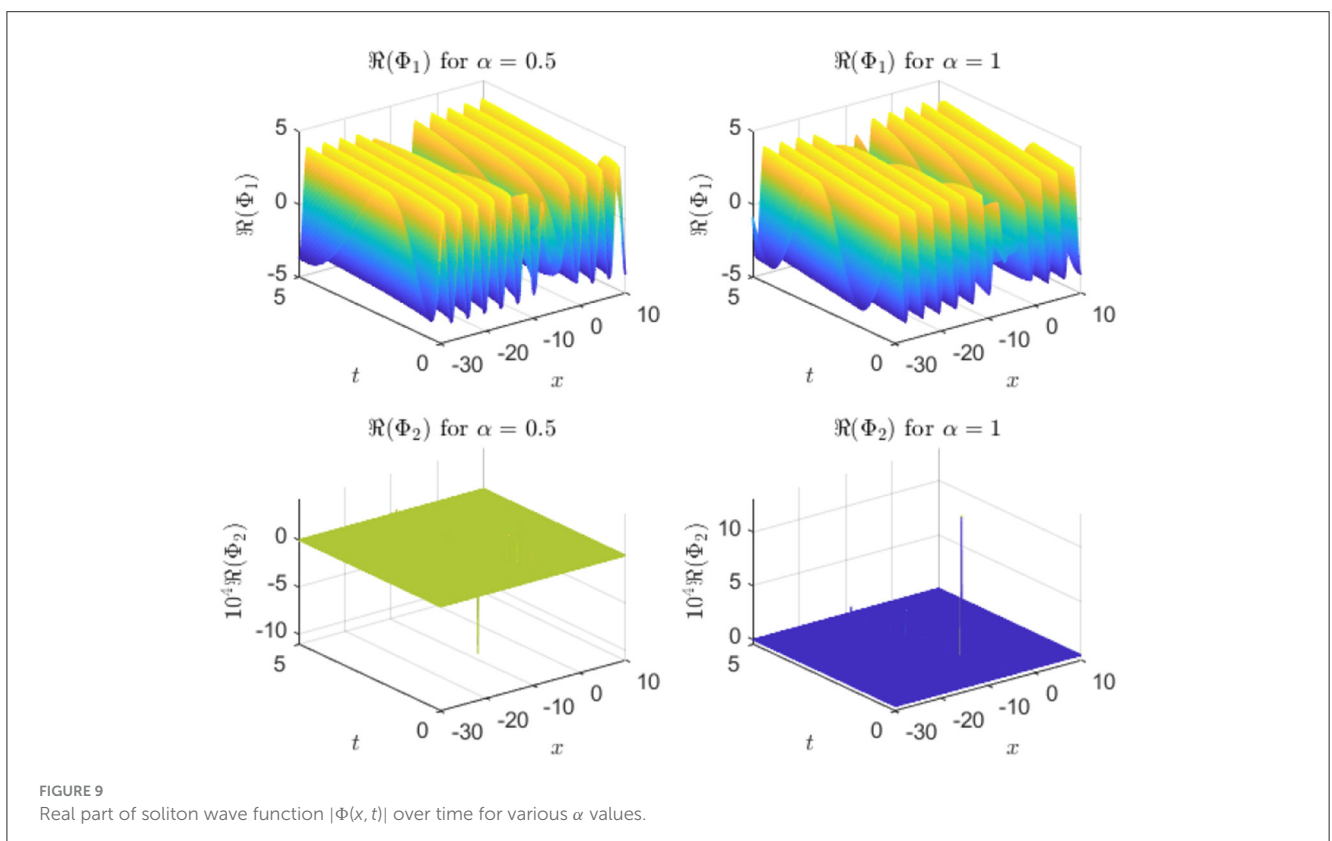 ℜ(Φ₁) for α = 0.5
5
0
-5
ℜ(Φ₁)
5
0
t
-30
-20
-10
0
10
x
ℜ(Φ₁) for α = 1
5
0
-5
ℜ(Φ₁)
5
0
t
-30
-20
-10
0
10
x
ℜ(Φ₂) for α = 0.5
0
-5
-10
10⁴ℜ(Φ₂)
5
0
t
-30
-20
-10
0
10
x
ℜ(Φ₂) for α = 1
10
5
0
10⁴ℜ(Φ₂)
5
0
t
-30
-20
-10
0
10
x
FIGURE 9
Real part of soliton wave function |Φ(x, t)| over time for various α values.